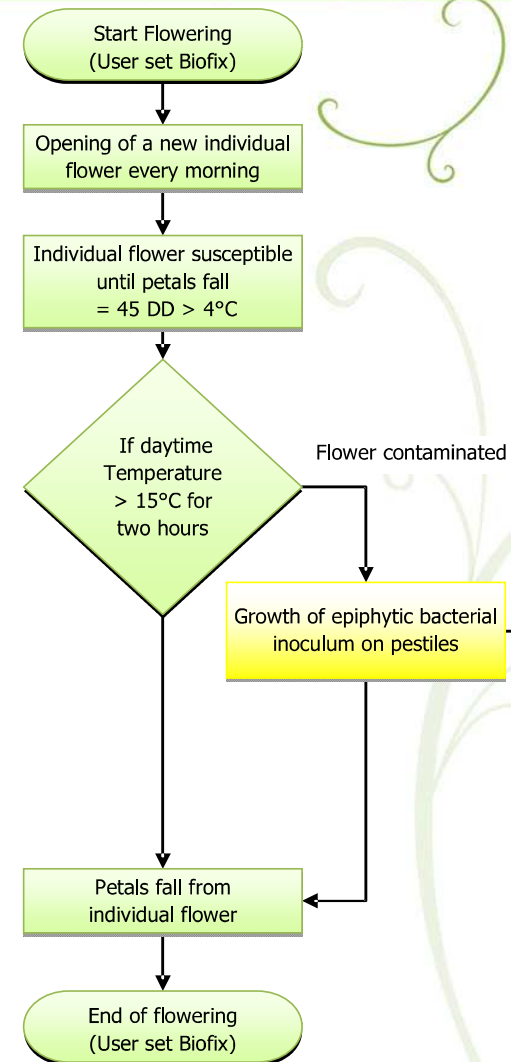 Start Flowering
(User set Biofix)
Opening of a new individual
flower every morning
Individual flower susceptible
until petals fall
= 45 DD > 4°C
If daytime
Temperature
> 15°C for
two hours
Flower contaminated
Growth of epiphytic bacterial
inoculum on pestiles
Petals fall from
individual flower
End of flowering
(User set Biofix)